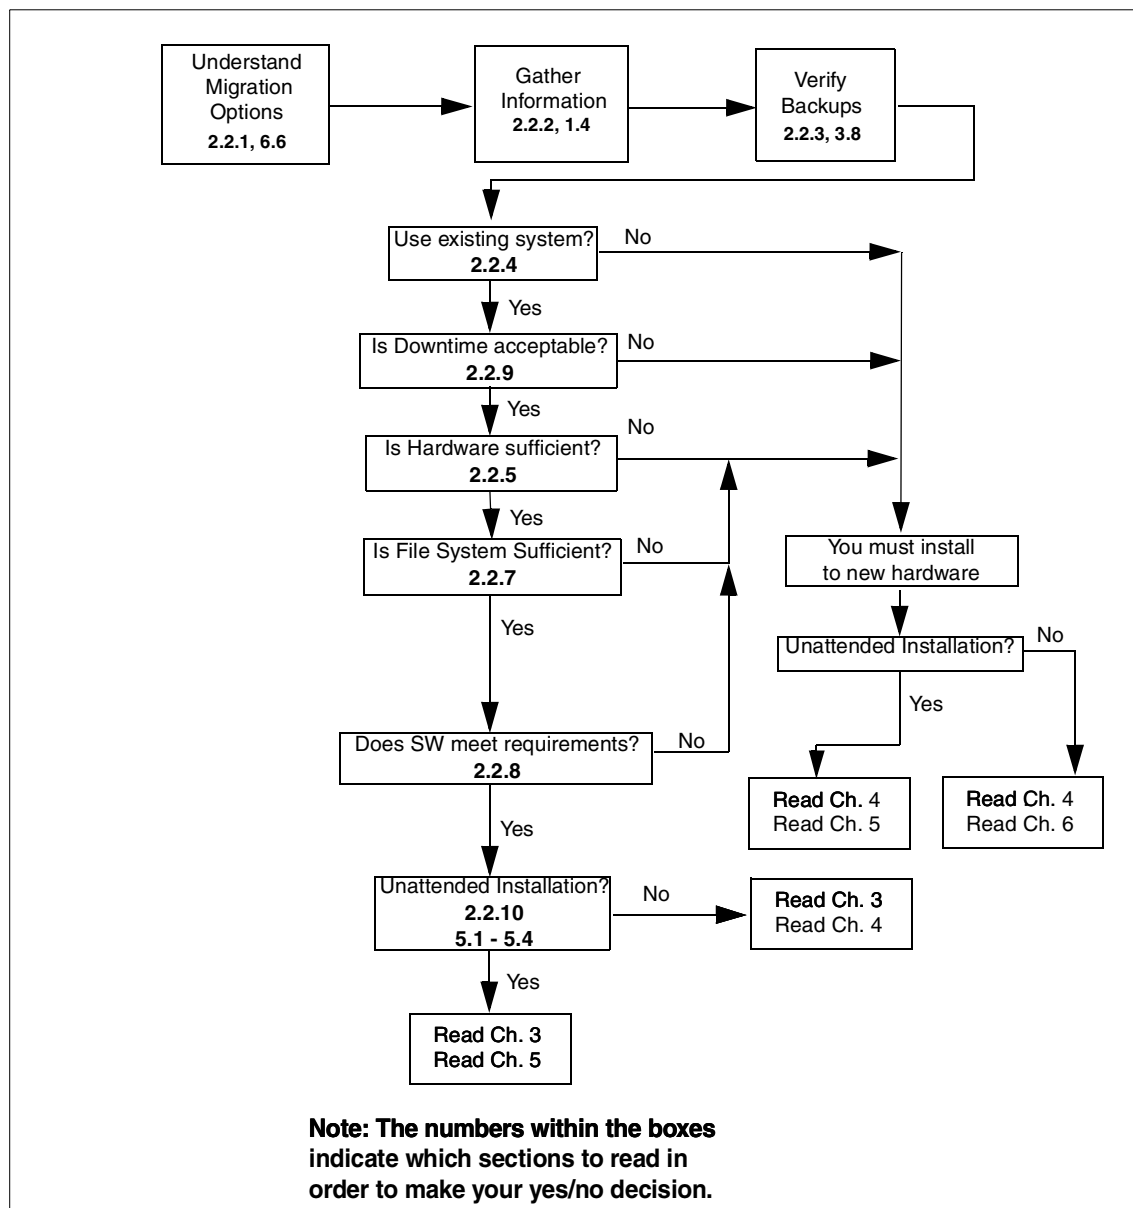 Understand
Migration
Options
2.2.1, 6.6
Gather
Information
2.2.2, 1.4
Verify
Backups
2.2.3, 3.8
Use existing system?
2.2.4
No
Yes
Is Downtime acceptable?
2.2.9
No
Yes
Is Hardware sufficient?
2.2.5
No
Yes
Is File System Sufficient?
2.2.7
No
Yes
You must install
to new hardware
Unattended Installation?
No
Yes
Does SW meet requirements?
2.2.8
No
Yes
Read Ch. 4
Read Ch. 5
Read Ch. 4
Read Ch. 6
Unattended Installation?
2.2.10
5.1 - 5.4
No
Yes
Read Ch. 3
Read Ch. 4
Read Ch. 3
Read Ch. 5
Note: The numbers within the boxes
indicate which sections to read in
order to make your yes/no decision.